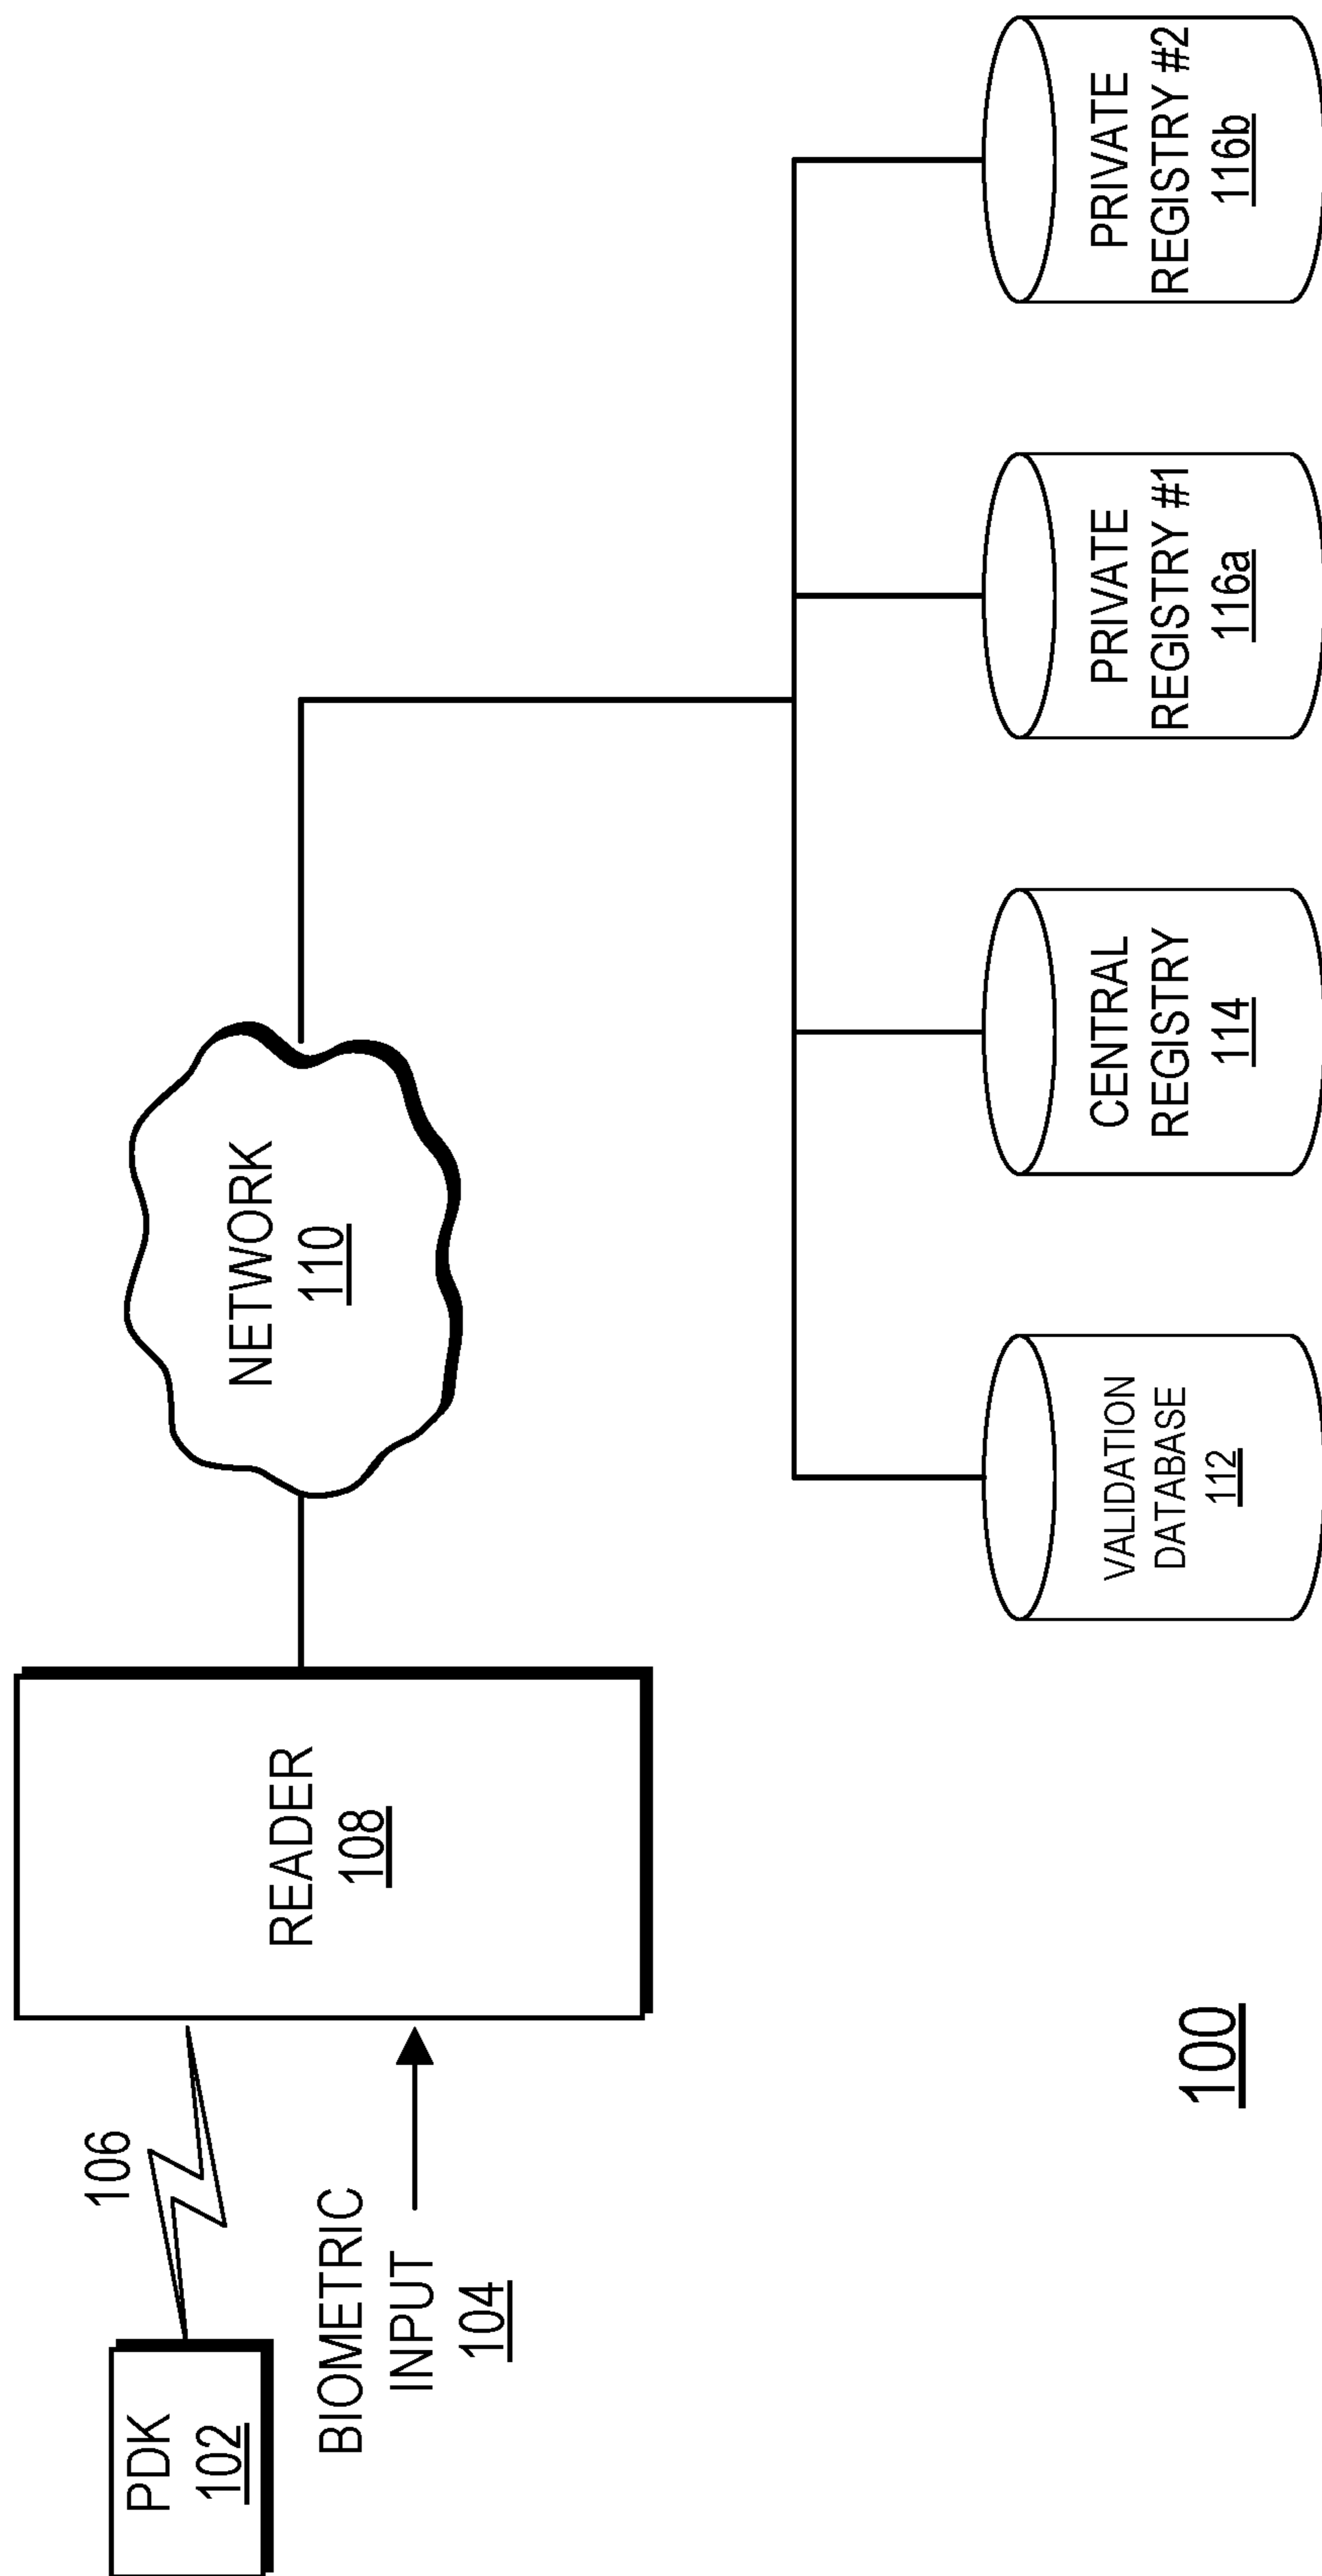 PDK
102
106
BIOMETRIC
INPUT
104
READER
108
NETWORK
110
VALIDATION
DATABASE
112
CENTRAL
REGISTRY
114
PRIVATE
REGISTRY #1
116a
PRIVATE
REGISTRY #2
116b
100